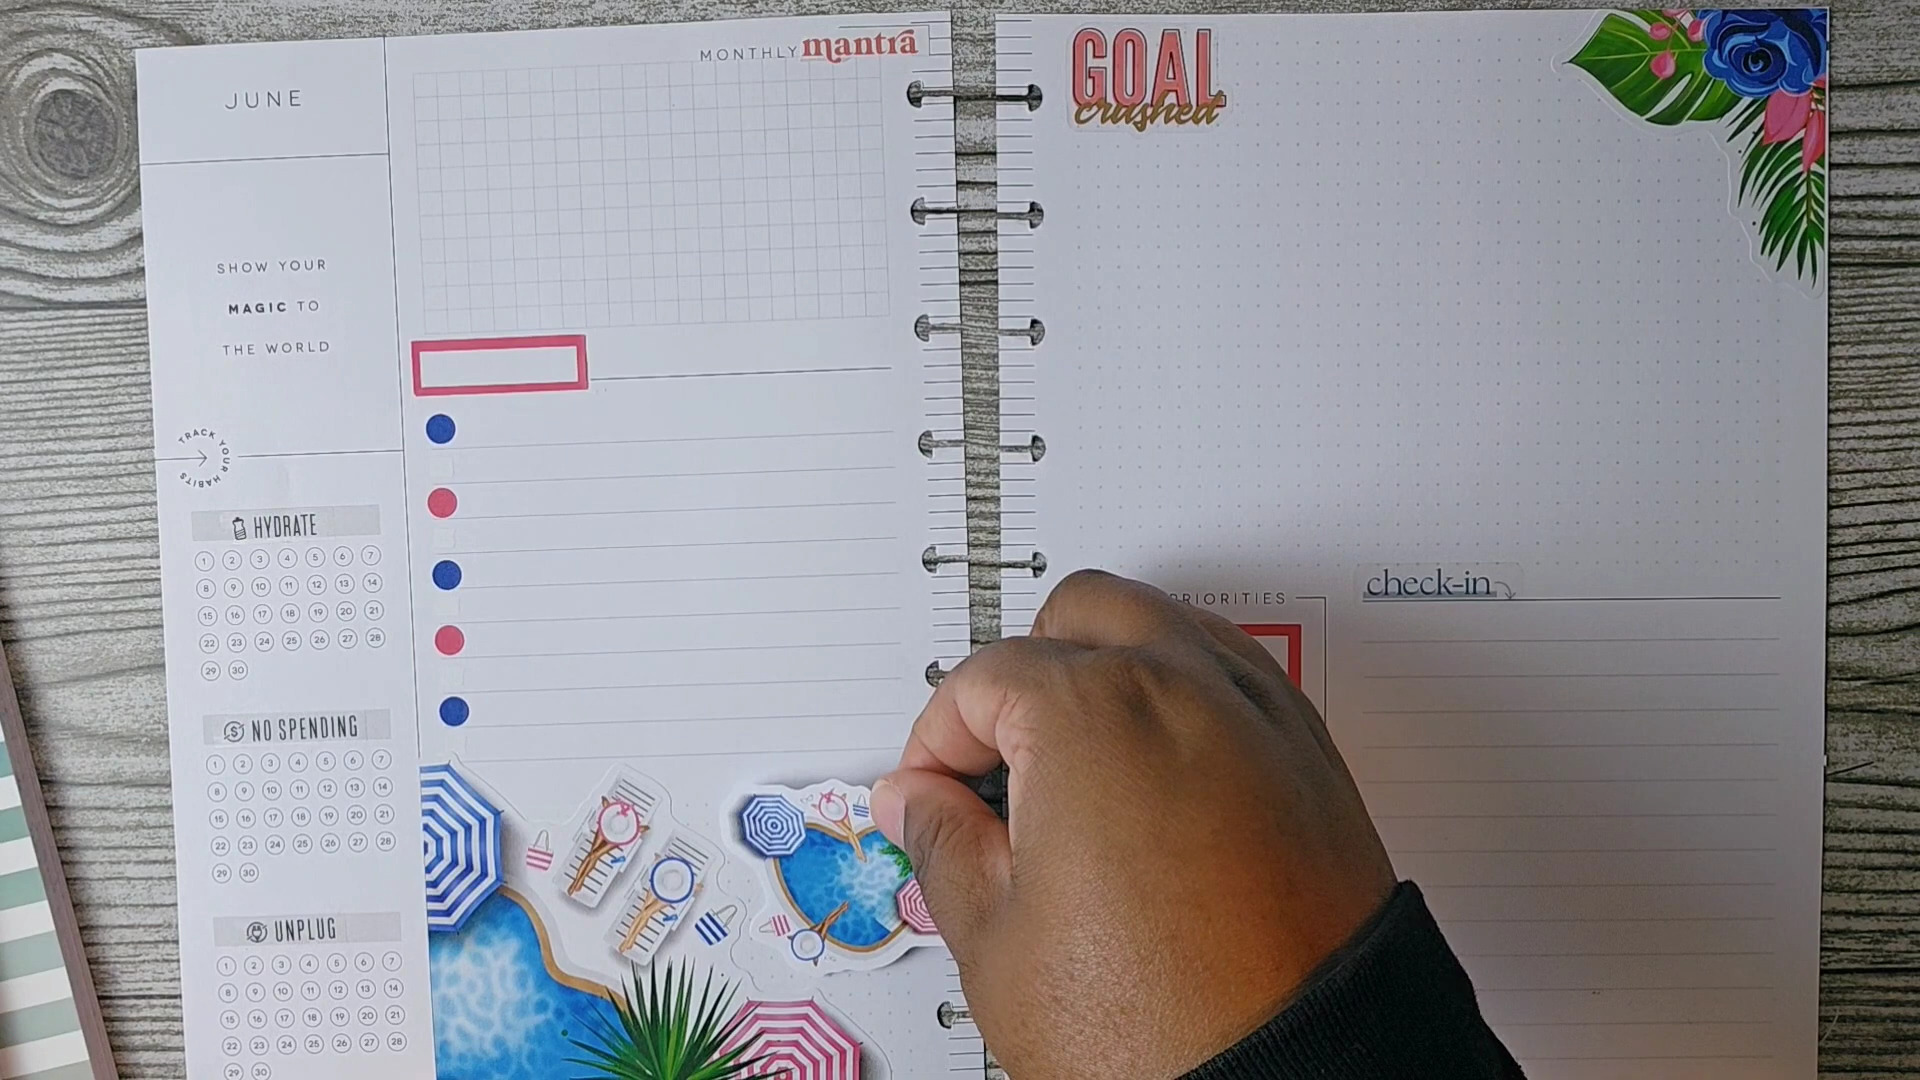 JUNE
SHOW YOUR
MAGIC TO
THE WORLD
TRACK YOUR HABITS
HYDRATE
1 2 3 4 5 6 7
8 9 10 11 12 13 14
15 16 17 18 19 20 21
22 23 24 25 26 27 28
29 30
NO SPENDING
1 2 3 4 5 6 7
8 9 10 11 12 13 14
15 16 17 18 19 20 21
22 23 24 25 26 27 28
29 30
UNPLUG
1 2 3 4 5 6 7
8 9 10 11 12 13 14
15 16 17 18 19 20 21
22 23 24 25 26 27 28
29 30
MONTHLY mantra
GOAL
crushed
PRIORITIES
check-in